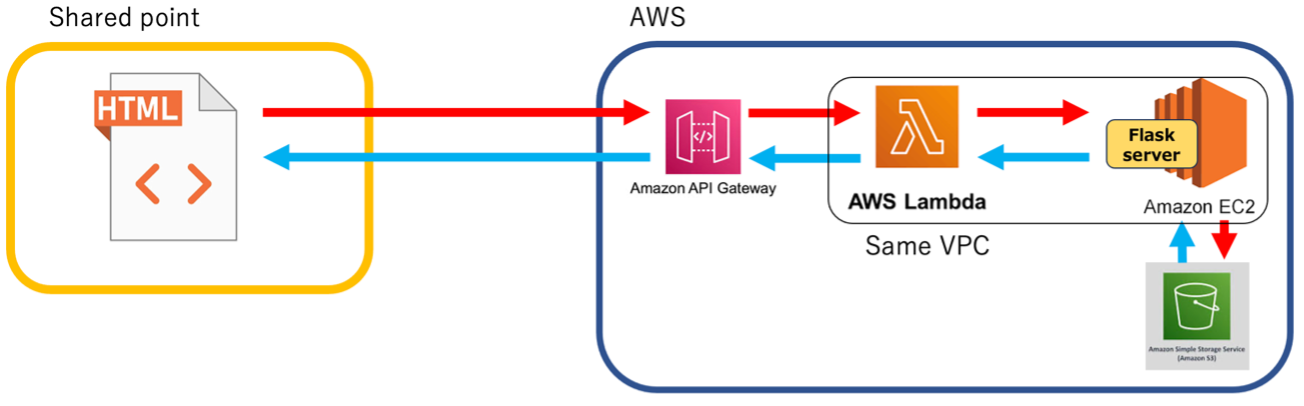 Shared point
AWS
HTML
Amazon API Gateway
AWS Lambda
Flask
server
Amazon EC2
Same VPC
Amazon Simple Storage Service
(Amazon S3)